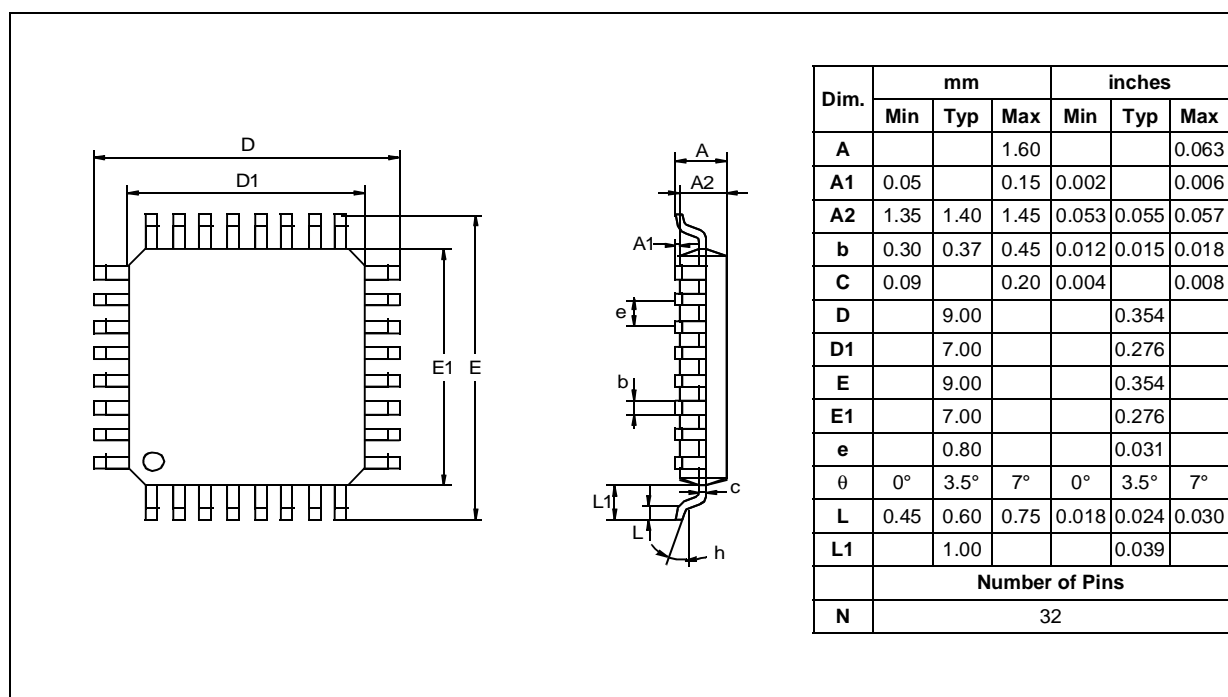 D
D1
E1
E
A
A2
A1
e
b
c
L1
L
h
Dim. mm inches
Min Typ Max Min Typ Max
A 1.60 0.063
A1 0.05 0.15 0.002 0.006
A2 1.35 1.40 1.45 0.053 0.055 0.057
b 0.30 0.37 0.45 0.012 0.015 0.018
C 0.09 0.20 0.004 0.008
D 9.00 0.354
D1 7.00 0.276
E 9.00 0.354
E1 7.00 0.276
e 0.80 0.031
θ 0° 3.5° 7° 0° 3.5° 7°
L 0.45 0.60 0.75 0.018 0.024 0.030
L1 1.00 0.039
Number of Pins
N 32